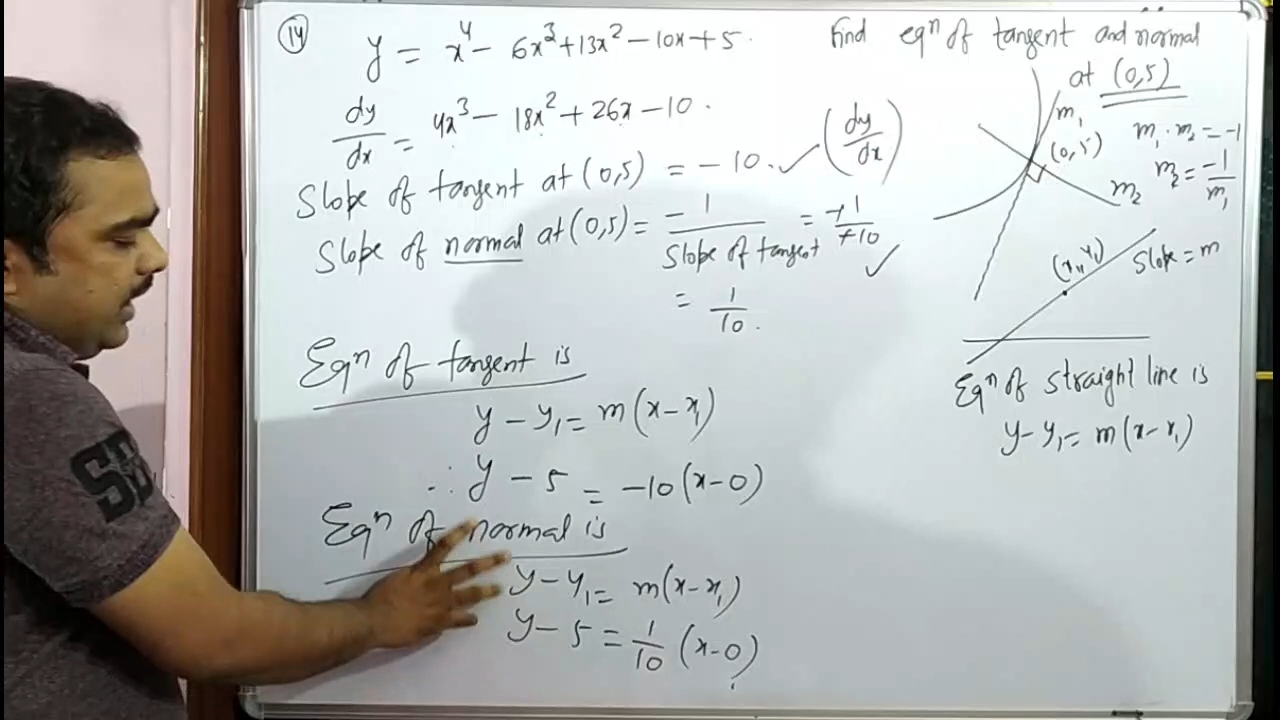 (14) y = x⁴ - 6x³ + 13x² - 10x + 5. Find eqⁿ of tangent and normal
at (0,5)
dy/dx = 4x³ - 18x² + 26x - 10. (dy/dx)
Slope of tangent at (0,5) = - 10. ✓
Slope of normal at (0,5) = -1/Slope of tangent = -1/-10 ✓
= 1/10.
Eqⁿ of tangent is
y - y₁ = m(x - x₁)
∴ y - 5 = -10(x - 0)
Eqⁿ of normal is
y - y₁ = m(x - x₁)
y - 5 = 1/10 (x - 0)
m₁
(0,5)
m₂
m₁ . m₂ = -1
m₂ = -1/m₁
(x₁, y₁)
Slope = m
Eqⁿ of straight line is
y - y₁ = m(x - x₁)